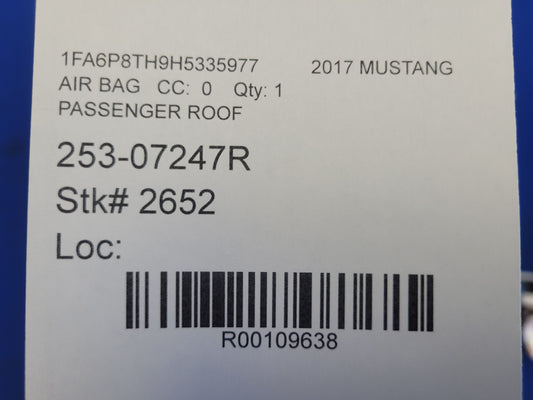 1FA6P8TH9H5335977 2017 MUSTANG
AIR BAG CC: 0 Qty: 1
PASSENGER ROOF
253-07247R
Stk# 2652
Loc:
R00109638